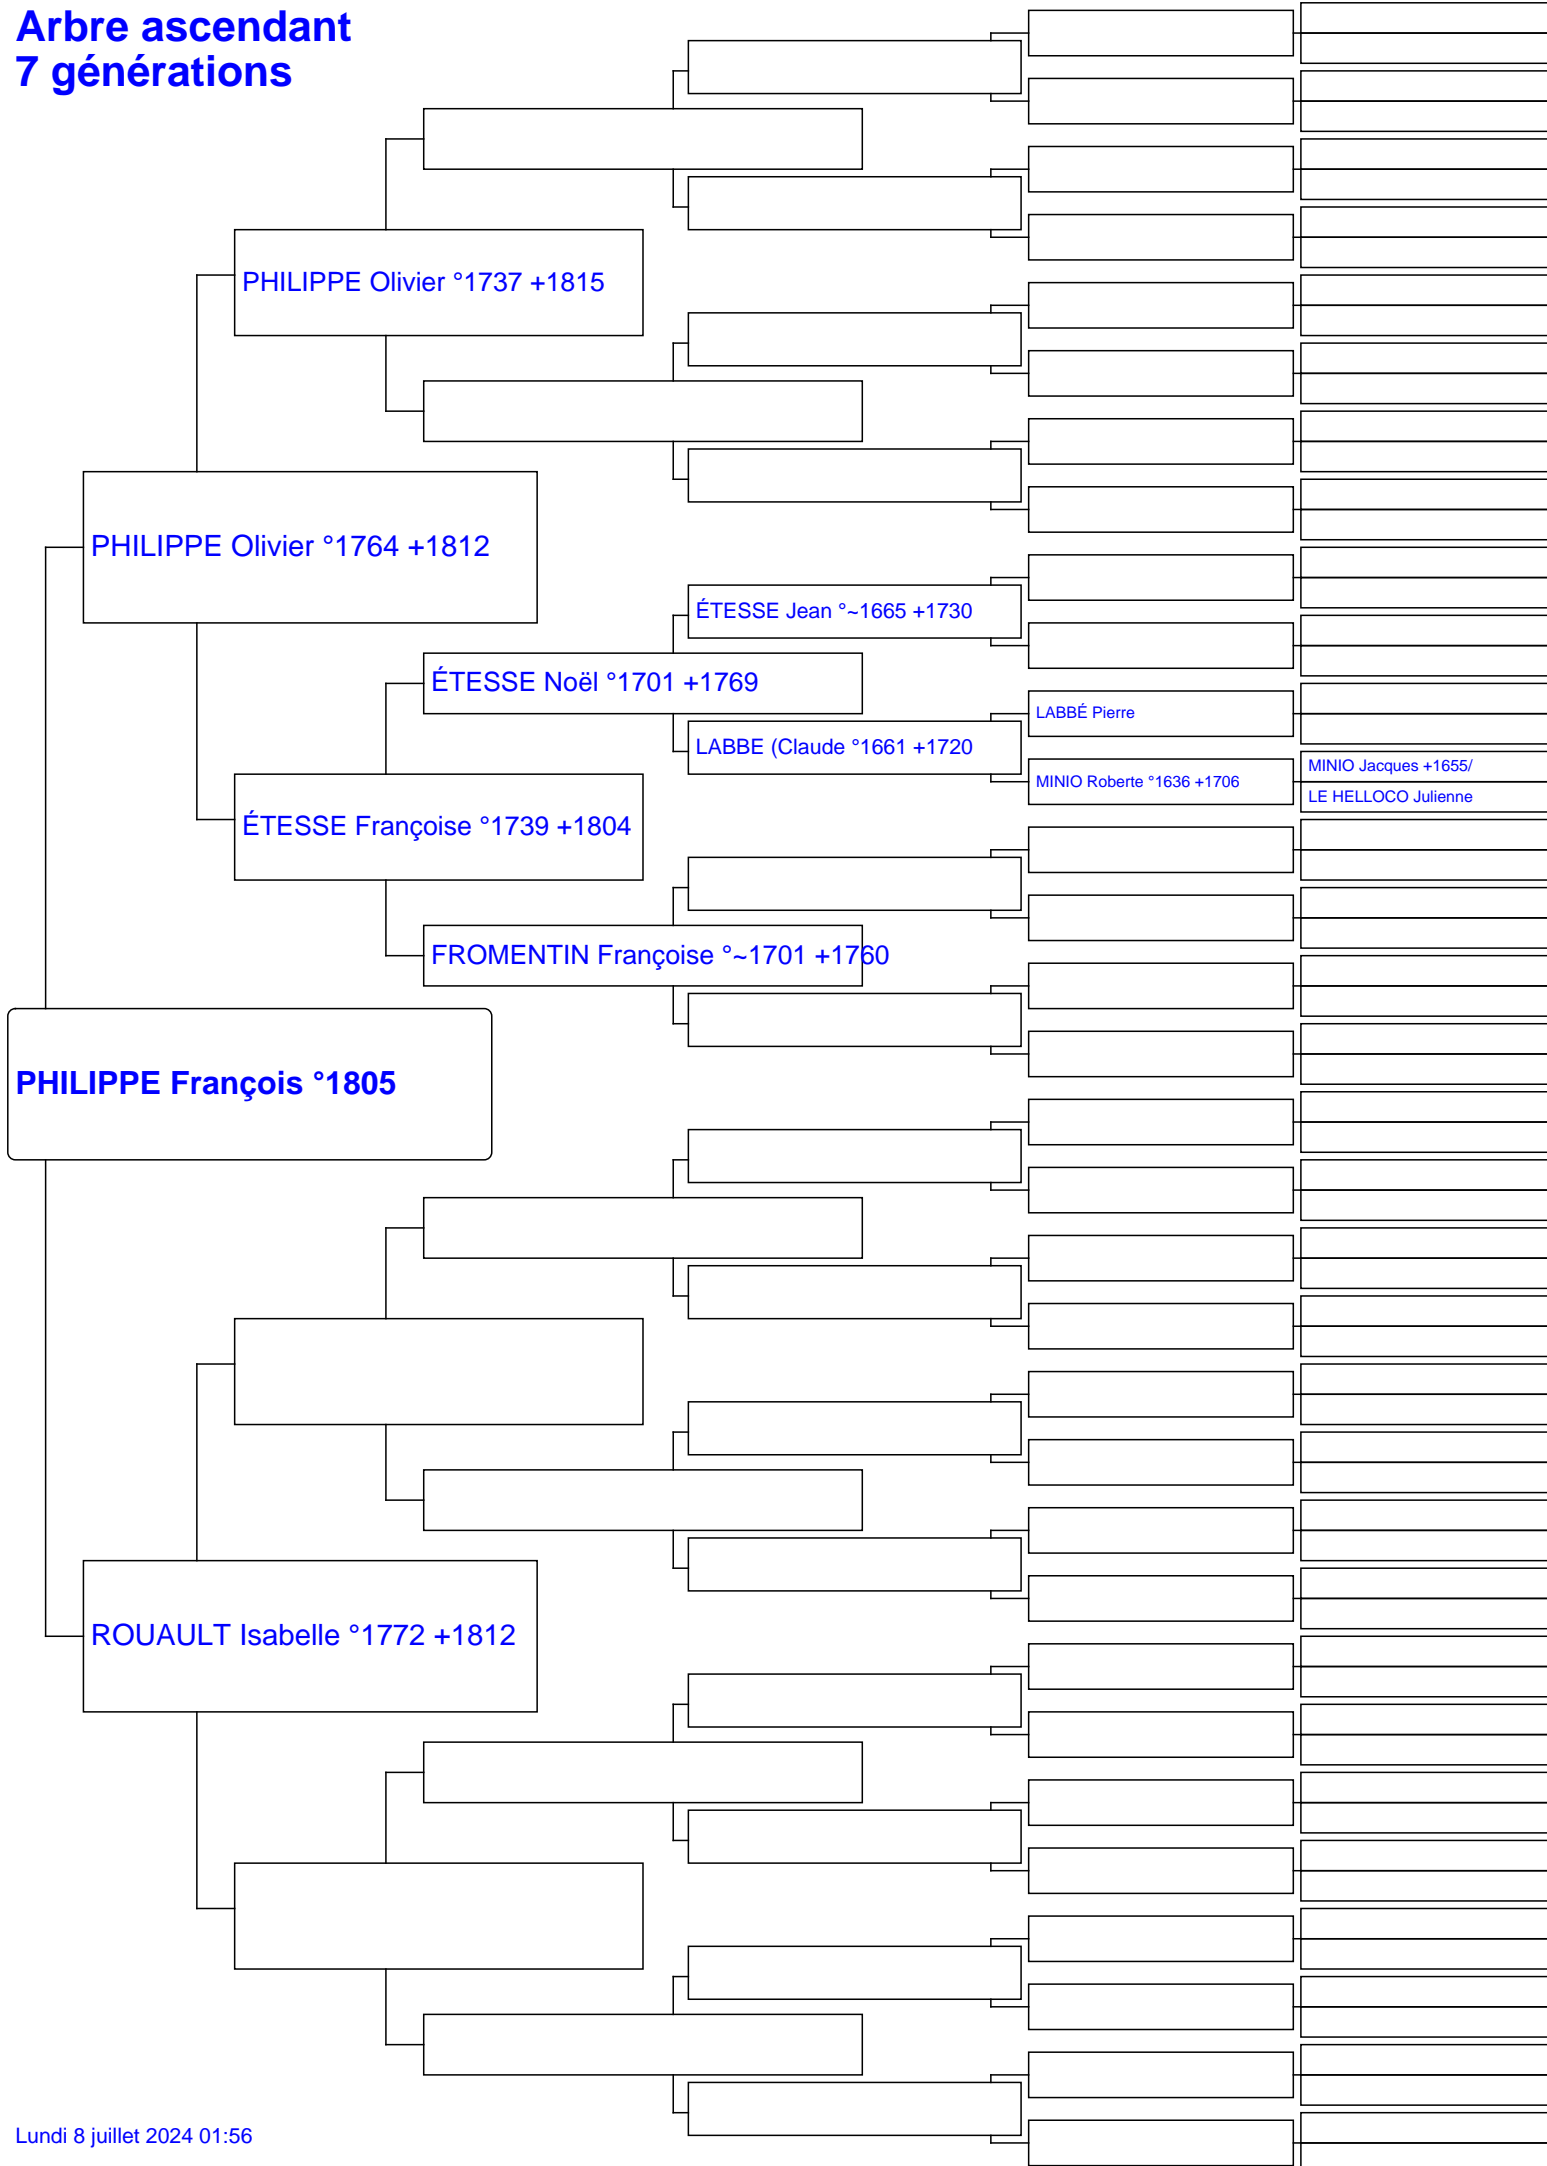 Arbre ascendant
7 générations
PHILIPPE Olivier °1737 +1815
PHILIPPE Olivier °1764 +1812
ÉTESSE Jean °~1665 +1730
ÉTESSE Noël °1701 +1769
LABBÉ Pierre
LABBE (Claude °1661 +1720
MINIO Jacques +1655/
MINIO Roberte °1636 +1706
LE HELLOCO Julienne
ÉTESSE Françoise °1739 +1804
FROMENTIN Françoise °~1701 +1760
PHILIPPE François °1805
ROUAULT Isabelle °1772 +1812
Lundi 8 juillet 2024 01:56